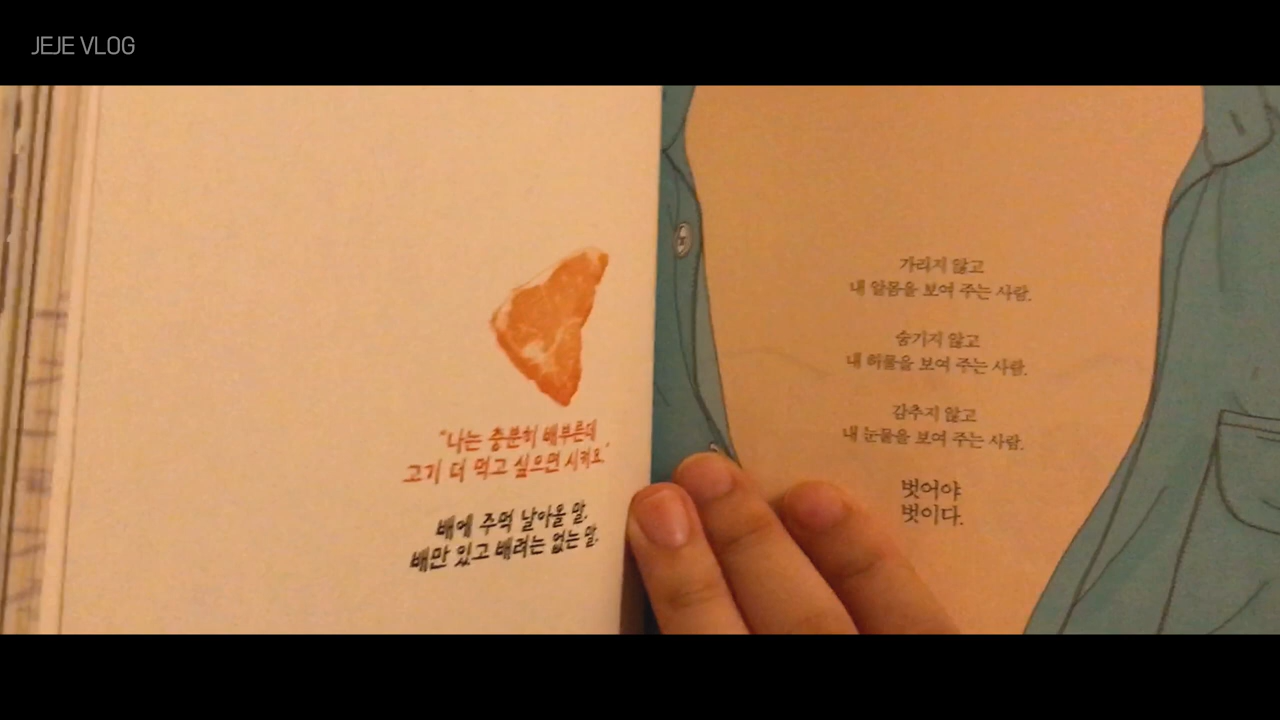 JEJE VLOG
“나는 충분히 배부른데
고기 더 먹고 싶으면 시켜요.”
배에 주먹 날아올 말.
배만 있고 배려는 없는 말.
가리지 않고
내 알몸을 보여 주는 사람.
숨기지 않고
내 허물을 보여 주는 사람.
감추지 않고
내 눈물을 보여 주는 사람.
벗어야
벗이다.